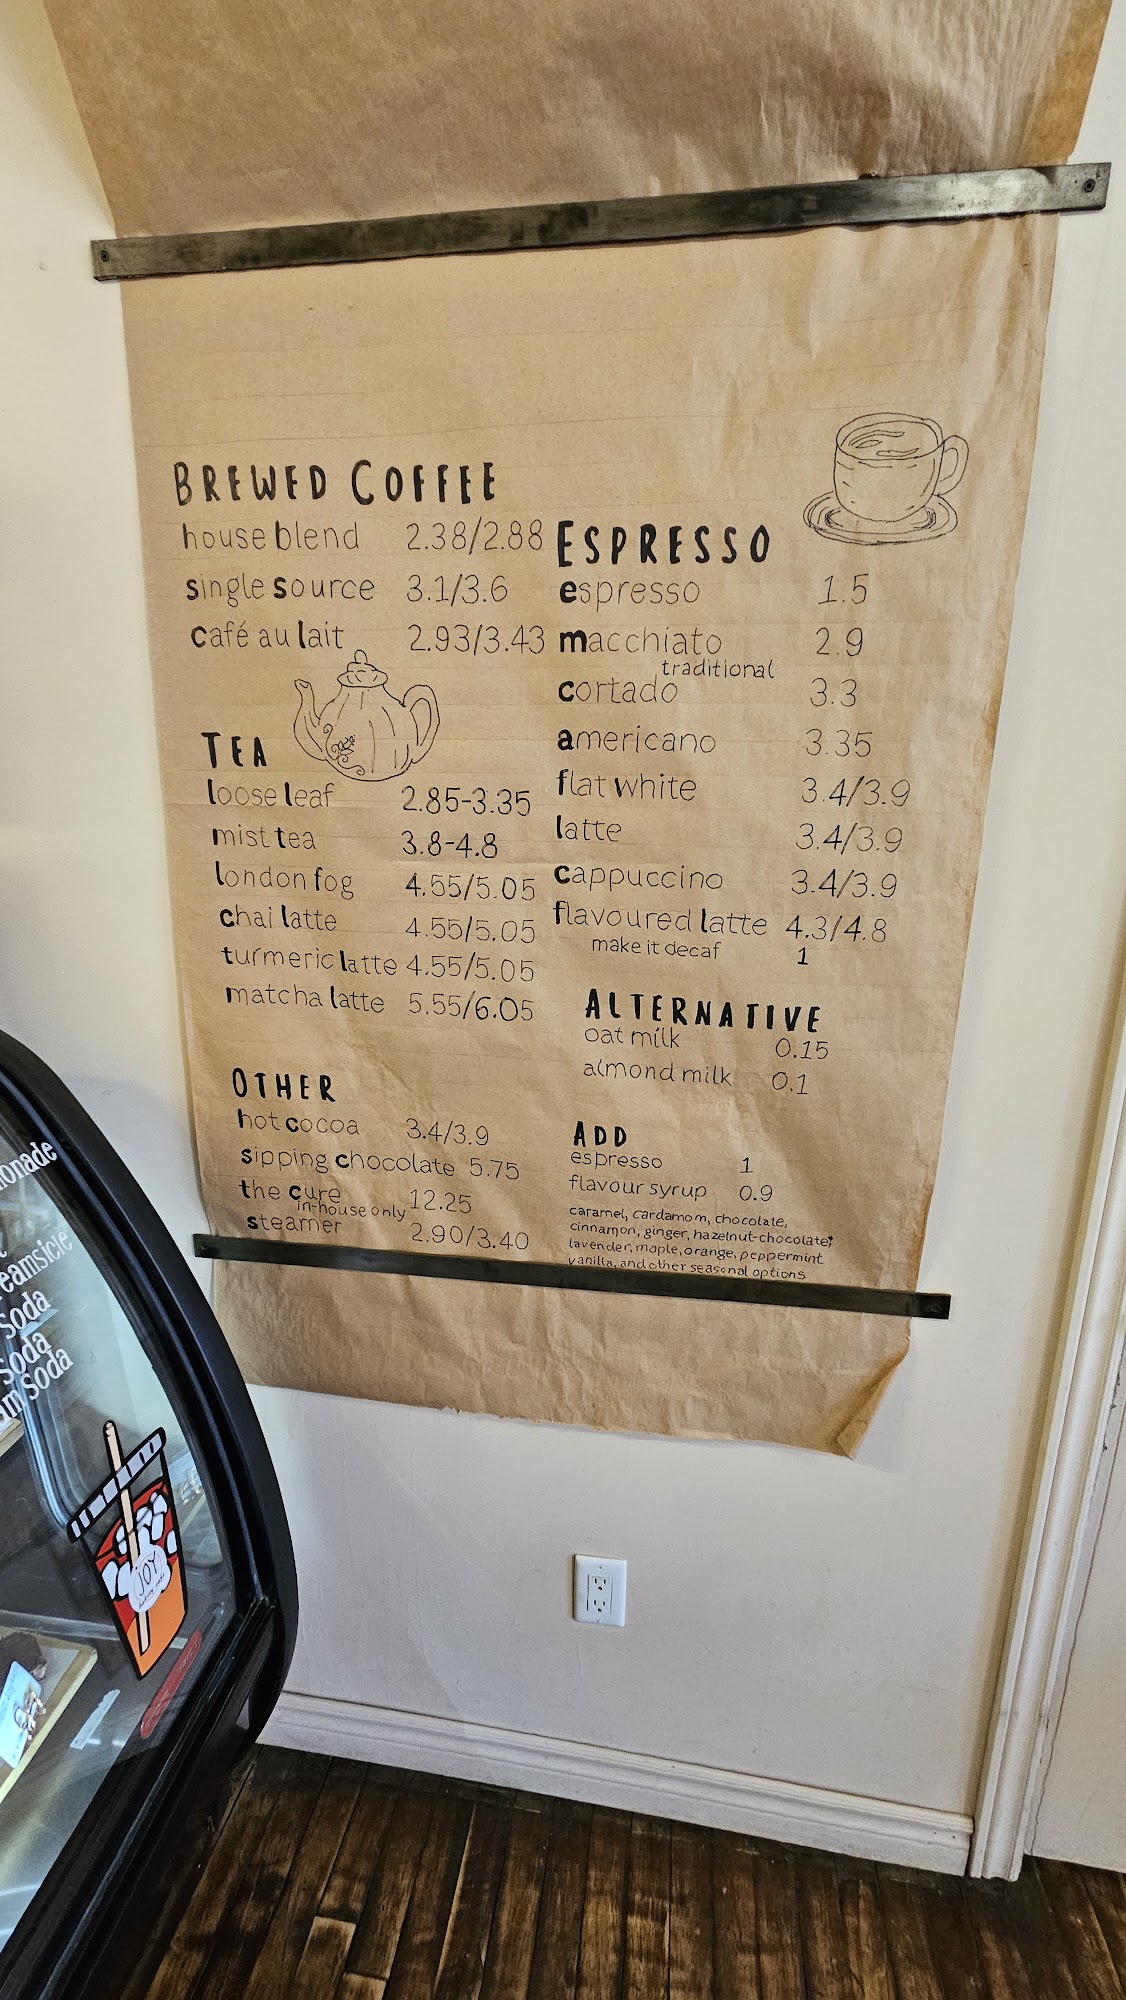 BREWED COFFEE
house blend 2.38/2.88
single source 3.1/3.6
café au lait 2.93/3.43
TEA
loose leaf 2.85-3.35
mist tea 3.8-4.8
london fog 4.55/5.05
chai latte 4.55/5.05
turmeric latte 4.55/5.05
matcha latte 5.55/6.05
OTHER
hot cocoa 3.4/3.9
sipping chocolate 5.75
the cure 12.25
in-house only
steamer 2.90/3.40
ESPRESSO
espresso 1.5
macchiato 2.9
traditional
cortado 3.3
americano 3.35
flat white 3.4/3.9
latte 3.4/3.9
cappuccino 3.4/3.9
flavoured latte 4.3/4.8
make it decaf 1
ALTERNATIVE
oat milk 0.15
almond milk 0.1
ADD
espresso 1
flavour syrup 0.9
caramel, cardamom, chocolate,
cinnamon, ginger, hazelnut-chocolate,
lavender, maple, orange, peppermint
vanilla, and other seasonal options
Soda
Soda
Soda
JOY